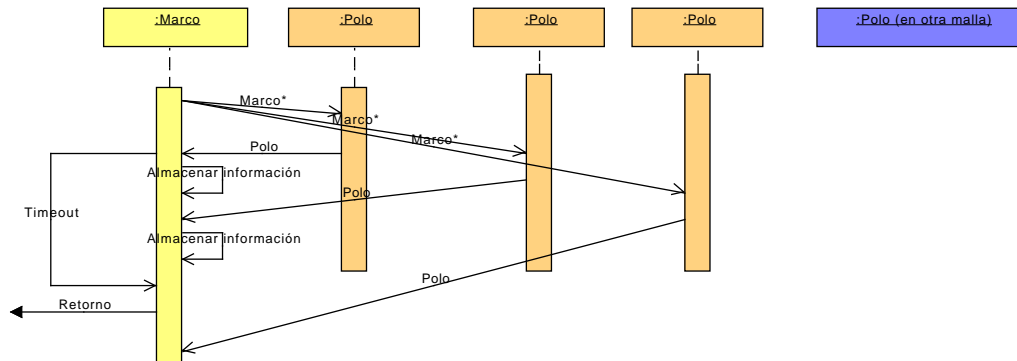 :Marco
:Polo
:Polo
:Polo
:Polo (en otra malla)
Marco*
Marco*
Marco*
Polo
Almacenar información
Polo
Timeout
Almacenar información
Polo
Retorno